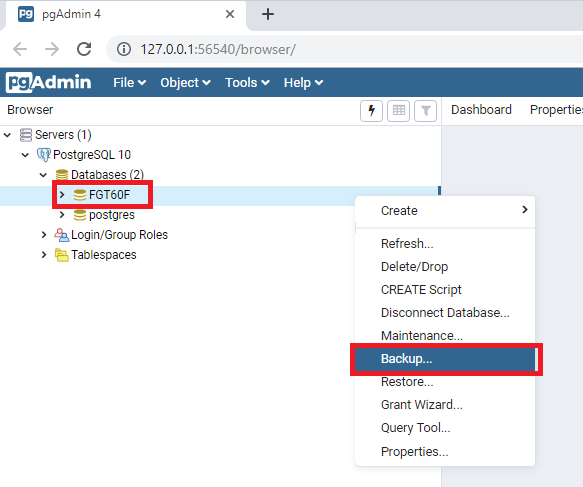 pgAdmin 4
127.0.0.1:56540/browser/
pgAdmin File Object Tools Help
Browser Dashboard Properties
Servers (1)
PostgreSQL 10
Databases (2)
FGT60F
postgres
Login/Group Roles
Tablespaces
Create
Refresh...
Delete/Drop
CREATE Script
Disconnect Database...
Maintenance...
Backup...
Restore...
Grant Wizard...
Query Tool...
Properties...